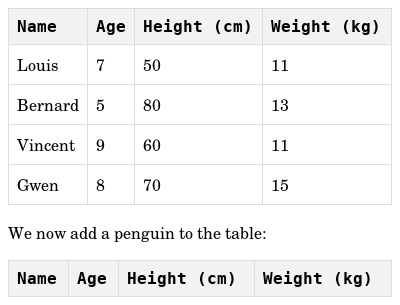 Name Age Height (cm) Weight (kg)
Louis 7 50 11
Bernard 5 80 13
Vincent 9 60 11
Gwen 8 70 15
We now add a penguin to the table:
Name Age Height (cm) Weight (kg)